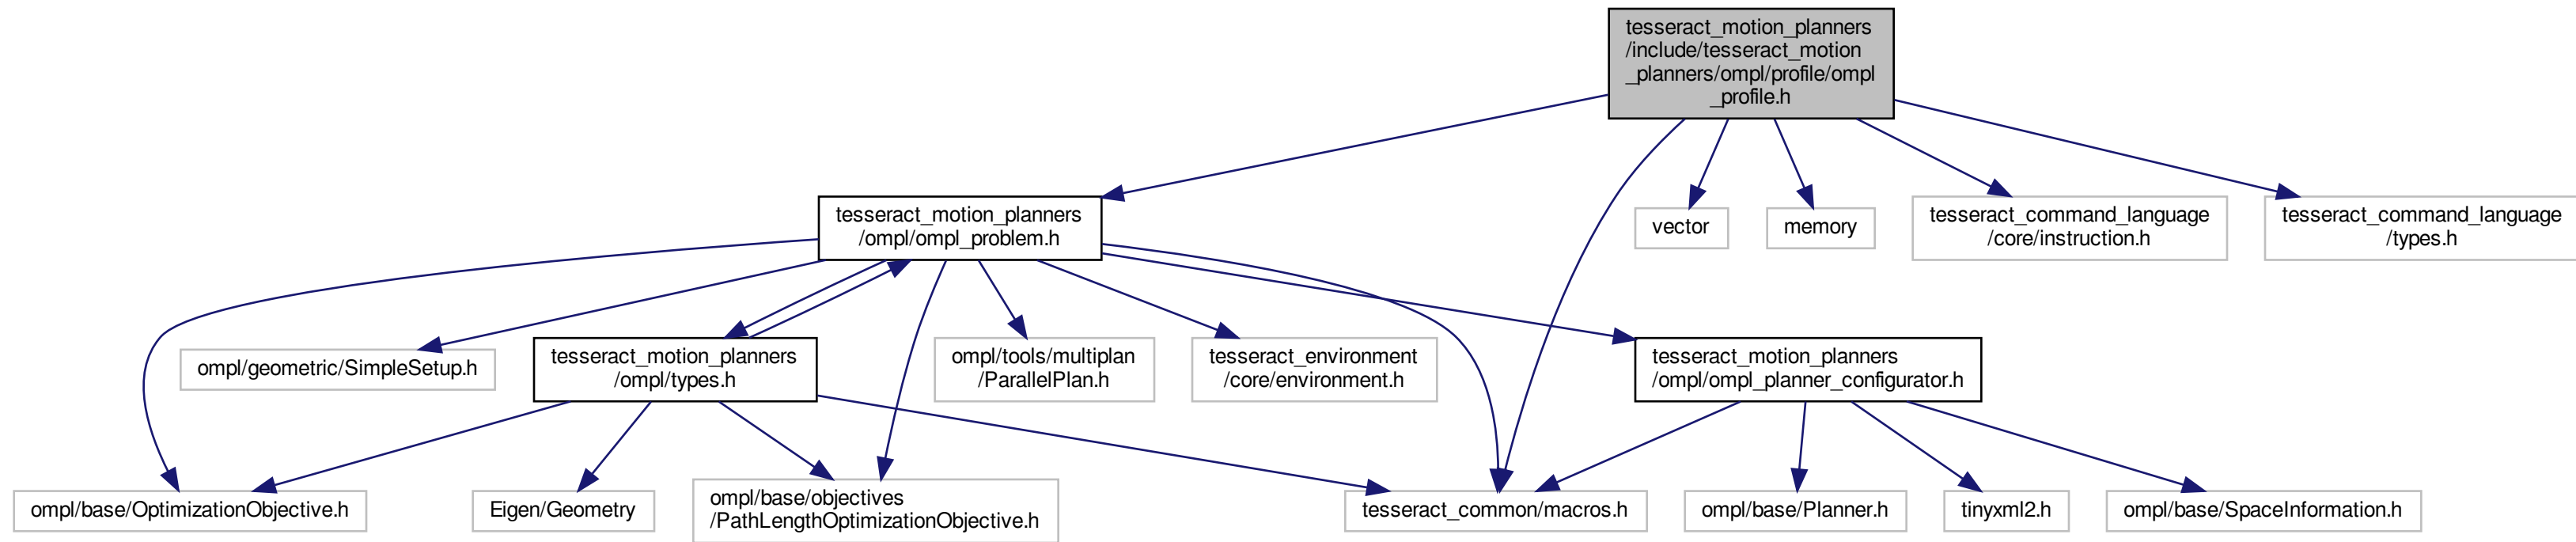 tesseract_motion_planners
/include/tesseract_motion
_planners/ompl/profile/ompl
_profile.h
tesseract_motion_planners
/ompl/ompl_problem.h
vector
memory
tesseract_command_language
/core/instruction.h
tesseract_command_language
/types.h
ompl/geometric/SimpleSetup.h
tesseract_motion_planners
/ompl/types.h
ompl/tools/multiplan
/ParallelPlan.h
tesseract_environment
/core/environment.h
tesseract_motion_planners
/ompl/ompl_planner_configurator.h
ompl/base/OptimizationObjective.h
Eigen/Geometry
ompl/base/objectives
/PathLengthOptimizationObjective.h
tesseract_common/macros.h
ompl/base/Planner.h
tinyxml2.h
ompl/base/SpaceInformation.h